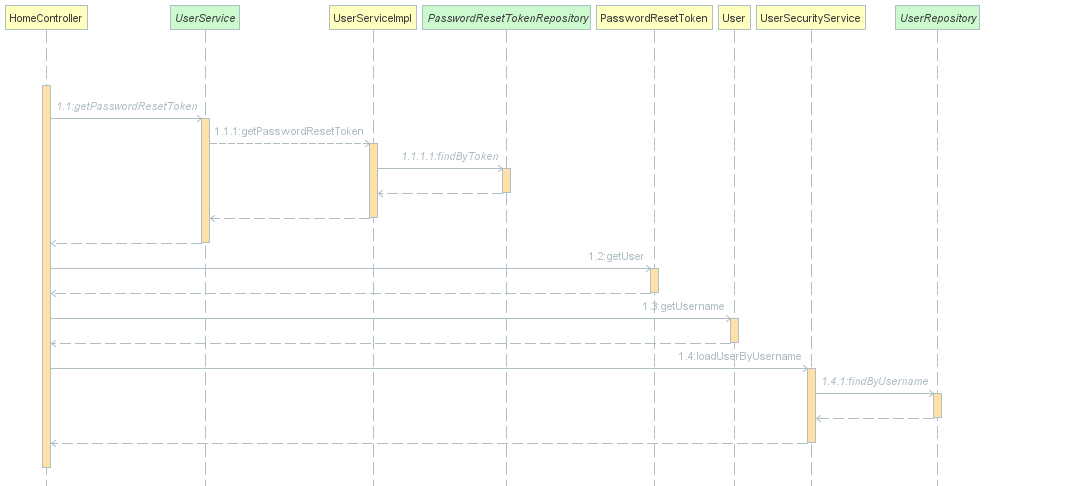 HomeController
UserService
UserServiceImpl
PasswordResetTokenRepository
PasswordResetToken
User
UserSecurityService
UserRepository
1.1:getPasswordResetToken
1.1.1:getPasswordResetToken
1.1.1.1:findByToken
1.2:getUser
1.3:getUsername
1.4:loadUserByUsername
1.4.1:findByUsername